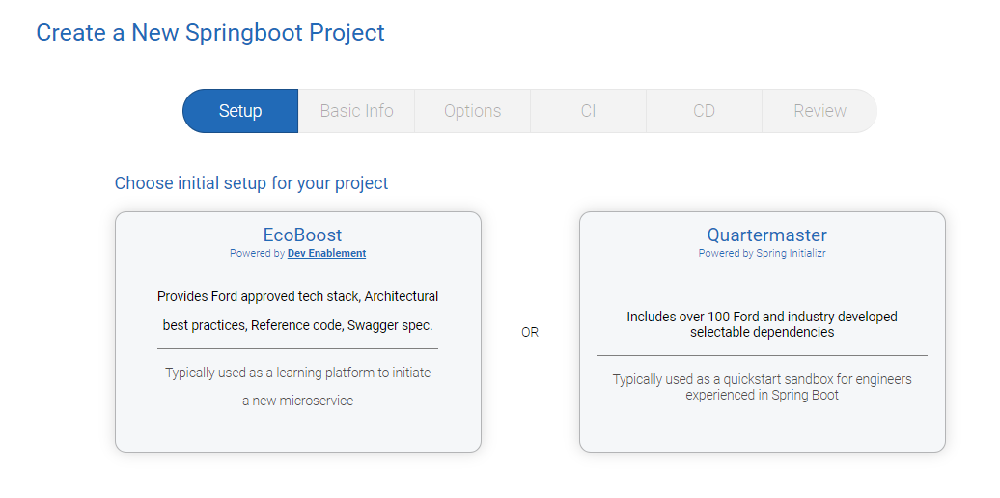 Create a New Springboot Project
Setup
Basic Info
Options
CI
CD
Review
Choose initial setup for your project
EcoBoost
Powered by Dev Enablement
Provides Ford approved tech stack, Architectural
best practices, Reference code, Swagger spec.
Typically used as a learning platform to initiate
a new microservice
OR
Quartermaster
Powered by Spring Initializr
Includes over 100 Ford and industry developed
selectable dependencies
Typically used as a quickstart sandbox for engineers
experienced in Spring Boot